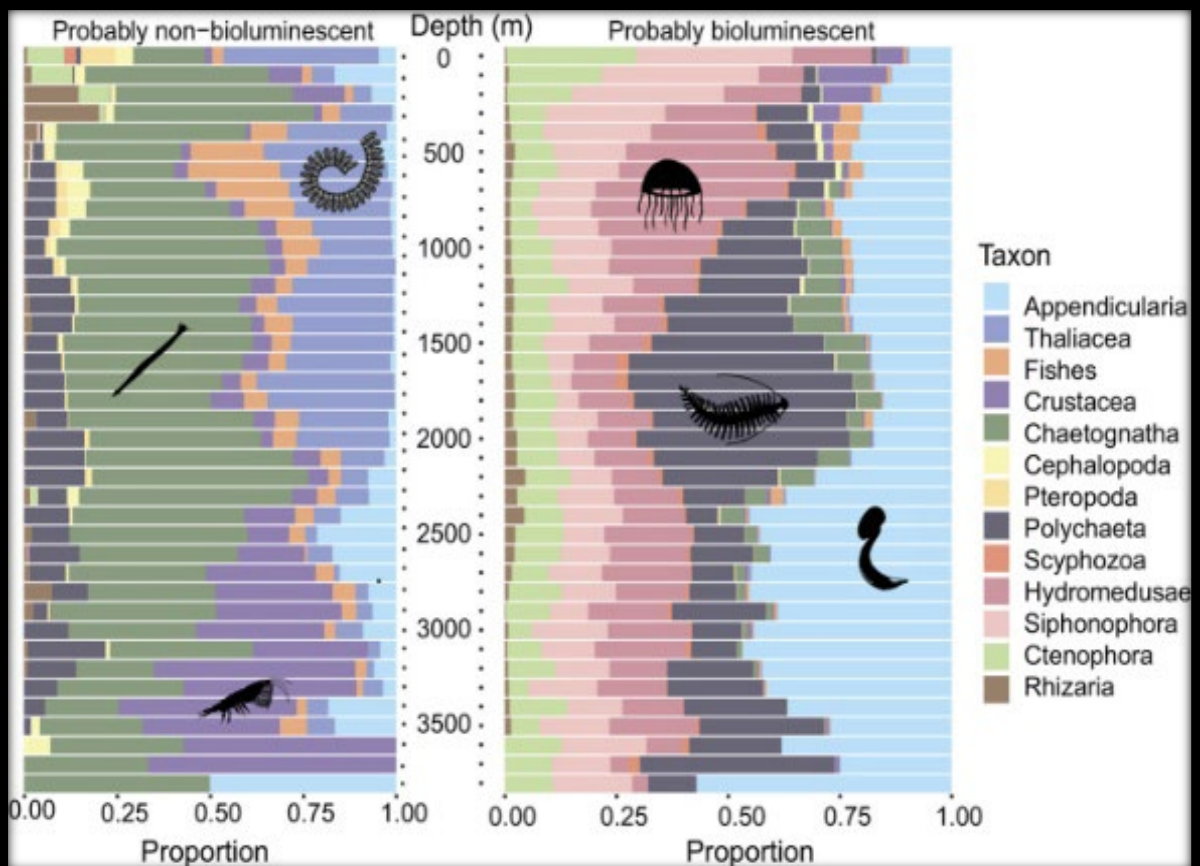 Probably non-bioluminescent
Depth (m)
Probably bioluminescent
0
500
1000
1500
2000
2500
3000
3500
Taxon
Appendicularia
Thaliacea
Fishes
Crustacea
Chaetognatha
Cephalopoda
Pteropoda
Polychaeta
Scyphozoa
Hydromedusae
Siphonophora
Ctenophora
Rhizaria
0.00 0.25 0.50 0.75 1.00
0.00 0.25 0.50 0.75 1.00
Proportion
Proportion